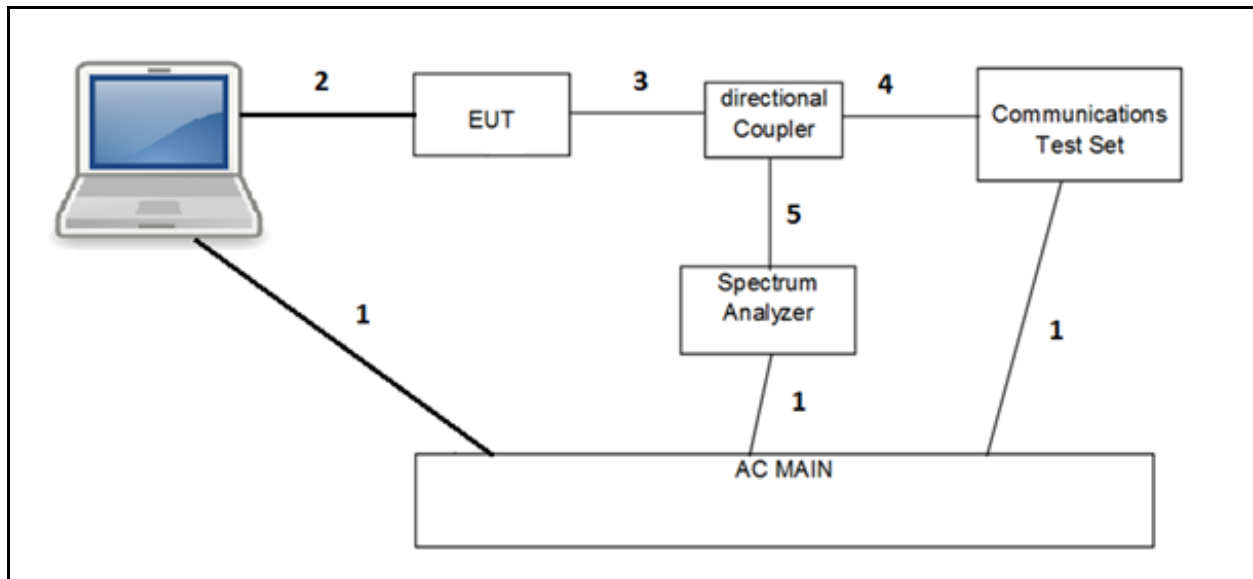 2
EUT
3
directional
Coupler
4
Communications
Test Set
5
Spectrum
Analyzer
1
1
1
AC MAIN